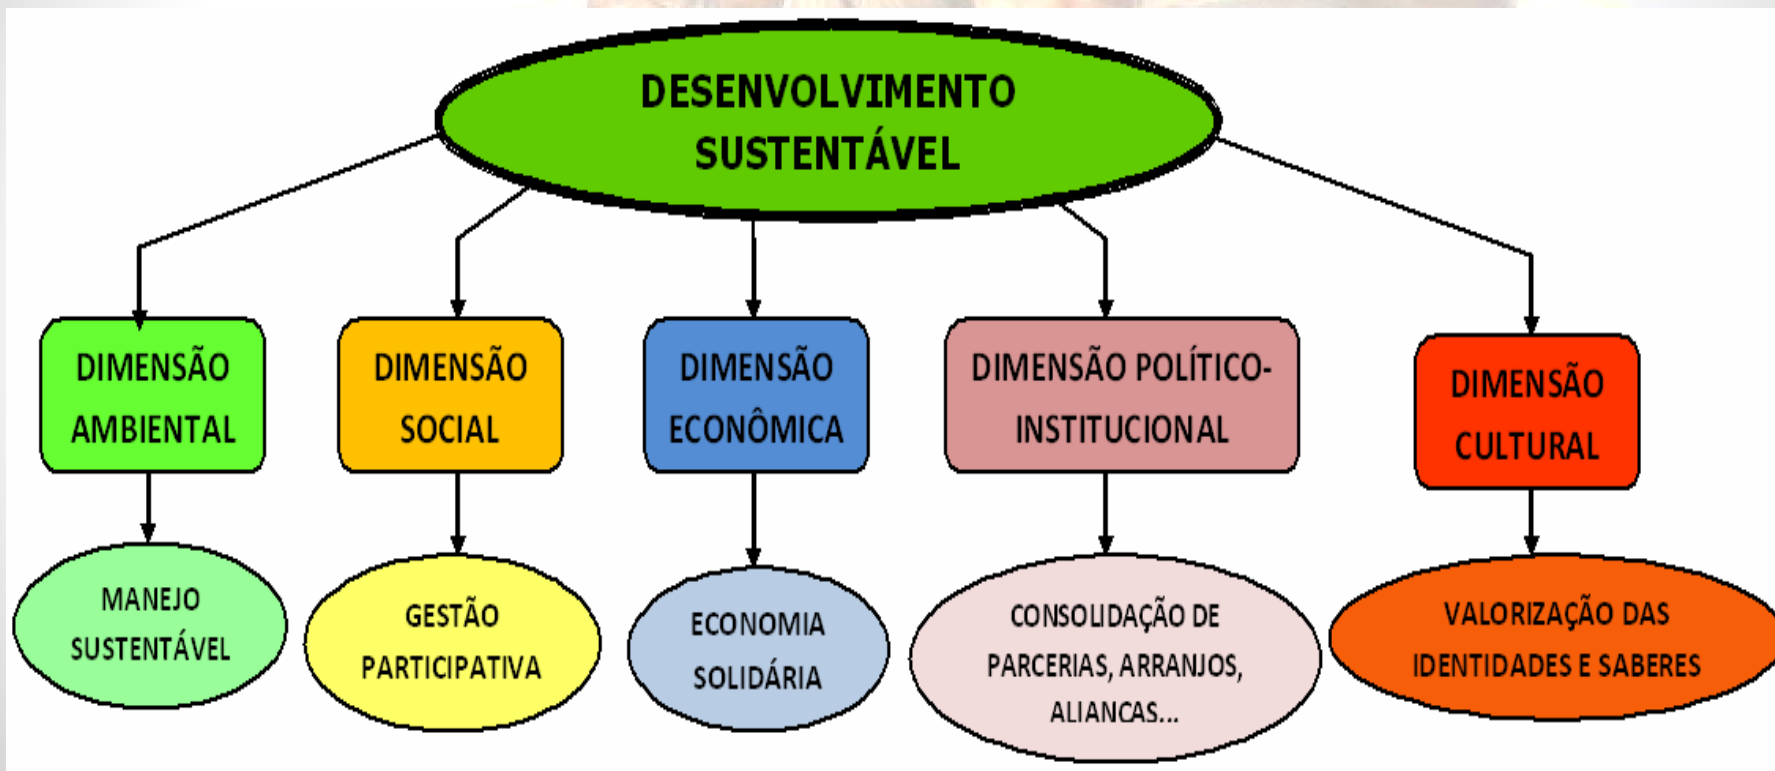 DESENVOLVIMENTO
SUSTENTÁVEL
DIMENSÃO
AMBIENTAL
DIMENSÃO
SOCIAL
DIMENSÃO
ECONÔMICA
DIMENSÃO POLÍTICO-
INSTITUCIONAL
DIMENSÃO
CULTURAL
MANEJO
SUSTENTÁVEL
GESTÃO
PARTICIPATIVA
ECONOMIA
SOLIDÁRIA
CONSOLIDAÇÃO DE
PARCERIAS, ARRANJOS,
ALIANCAS...
VALORIZAÇÃO DAS
IDENTIDADES E SABERES